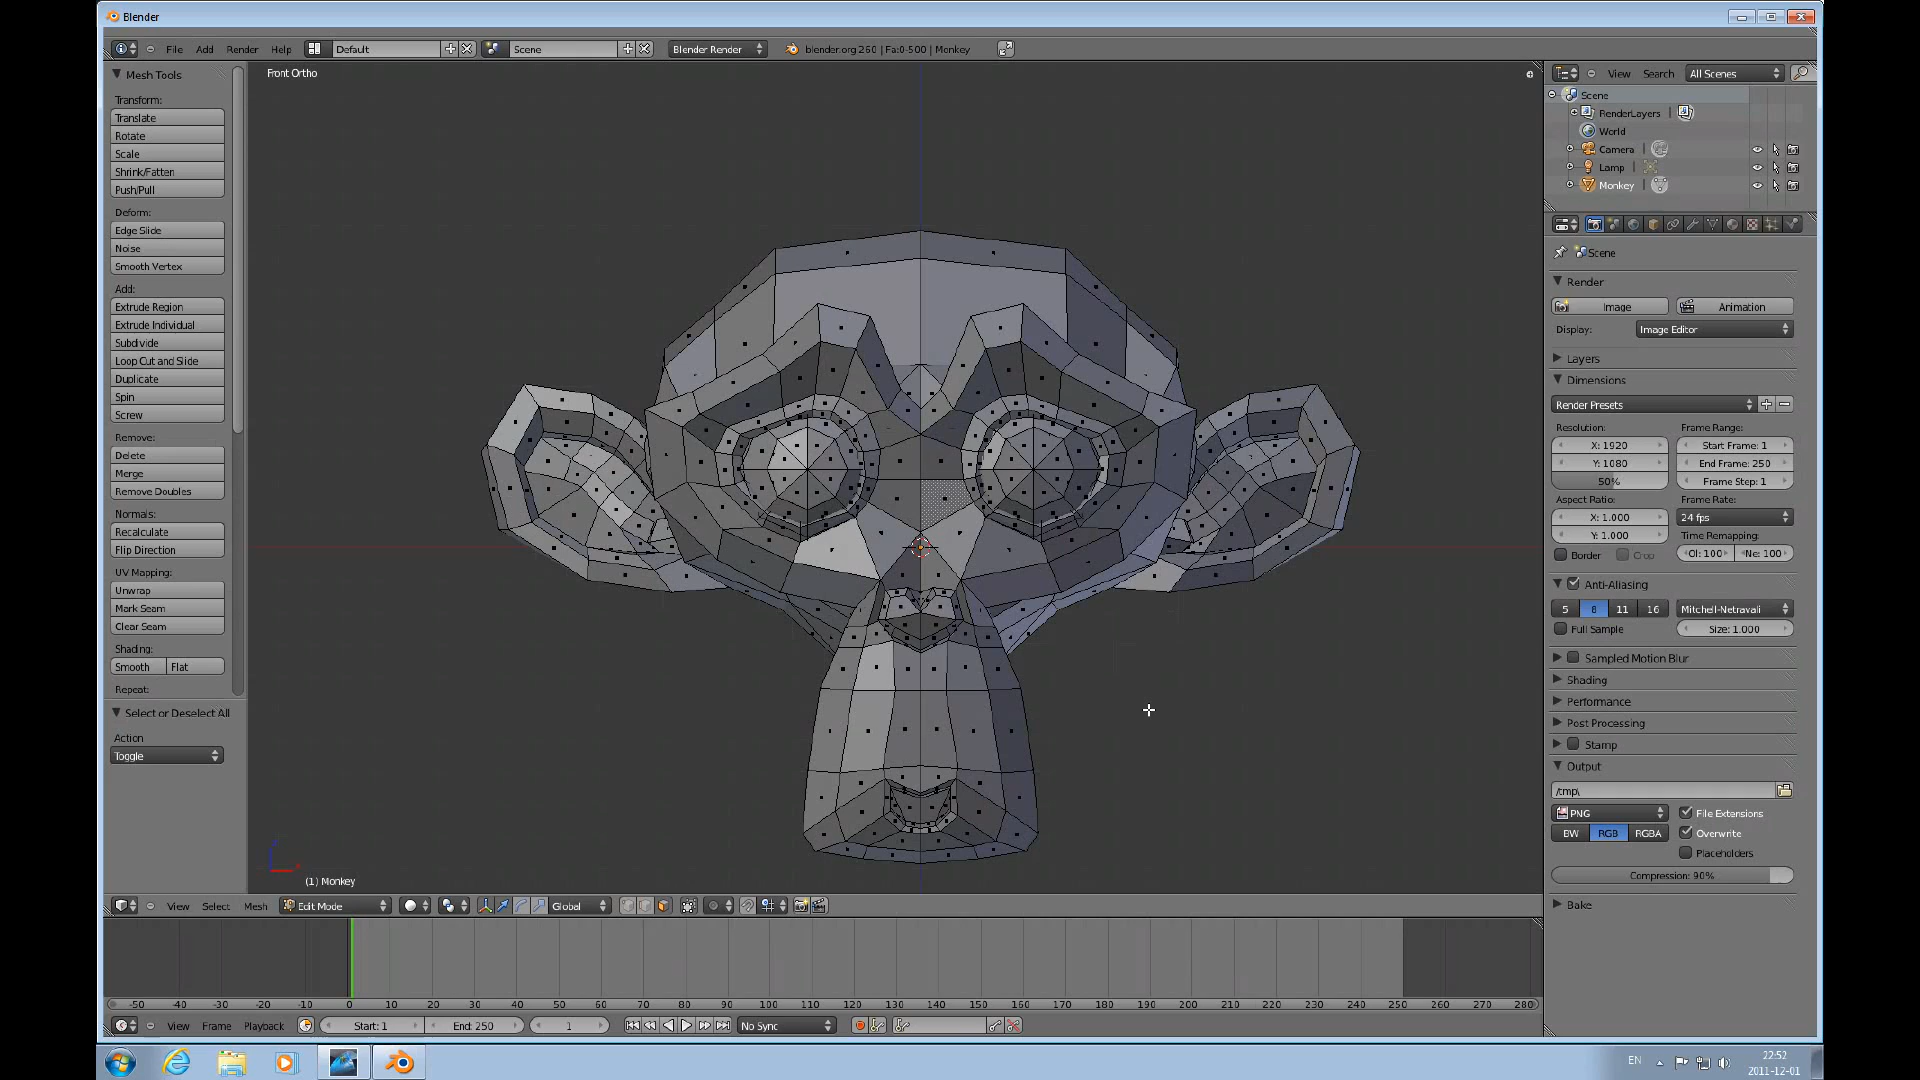 Blender
File Add Render Help Default Scene Blender Render blender.org 260 | Fa:0-500 | Monkey
Mesh Tools
Transform:
Translate
Rotate
Scale
Shrink/Fatten
Push/Pull
Deform:
Edge Slide
Noise
Smooth Vertex
Add:
Extrude Region
Extrude Individual
Subdivide
Loop Cut and Slide
Duplicate
Spin
Screw
Remove:
Delete
Merge
Remove Doubles
Normals:
Recalculate
Flip Direction
UV Mapping:
Unwrap
Mark Seam
Clear Seam
Shading:
Smooth Flat
Repeat:
Select or Deselect All
Action
Toggle
Front Ortho
(1) Monkey
View Select Mesh Edit Mode Global
-50 -40 -30 -20 -10 0 10 20 30 40 50 60 70 80 90 100 110 120 130 140 150 160 170 180 190 200 210 220 230 240 250 260 270 280
View Frame Playback Start: 1 End: 250 1 No Sync
View Search All Scenes
Scene
RenderLayers
World
Camera
Lamp
Monkey
Scene
Render
Image Animation
Display: Image Editor
Layers
Dimensions
Render Presets
Resolution: Frame Range:
X: 1920 Start Frame: 1
Y: 1080 End Frame: 250
50% Frame Step: 1
Aspect Ratio: Frame Rate:
X: 1.000 24 fps
Y: 1.000 Time Remapping:
Border Crop Ol: 100 Ne: 100
Anti-Aliasing
5 8 11 16 Mitchell-Netravali
Full Sample Size: 1.000
Sampled Motion Blur
Shading
Performance
Post Processing
Stamp
Output
/tmp\
PNG File Extensions
BW RGB RGBA Overwrite
Placeholders
Compression: 90%
Bake
EN 22:52
2011-12-01